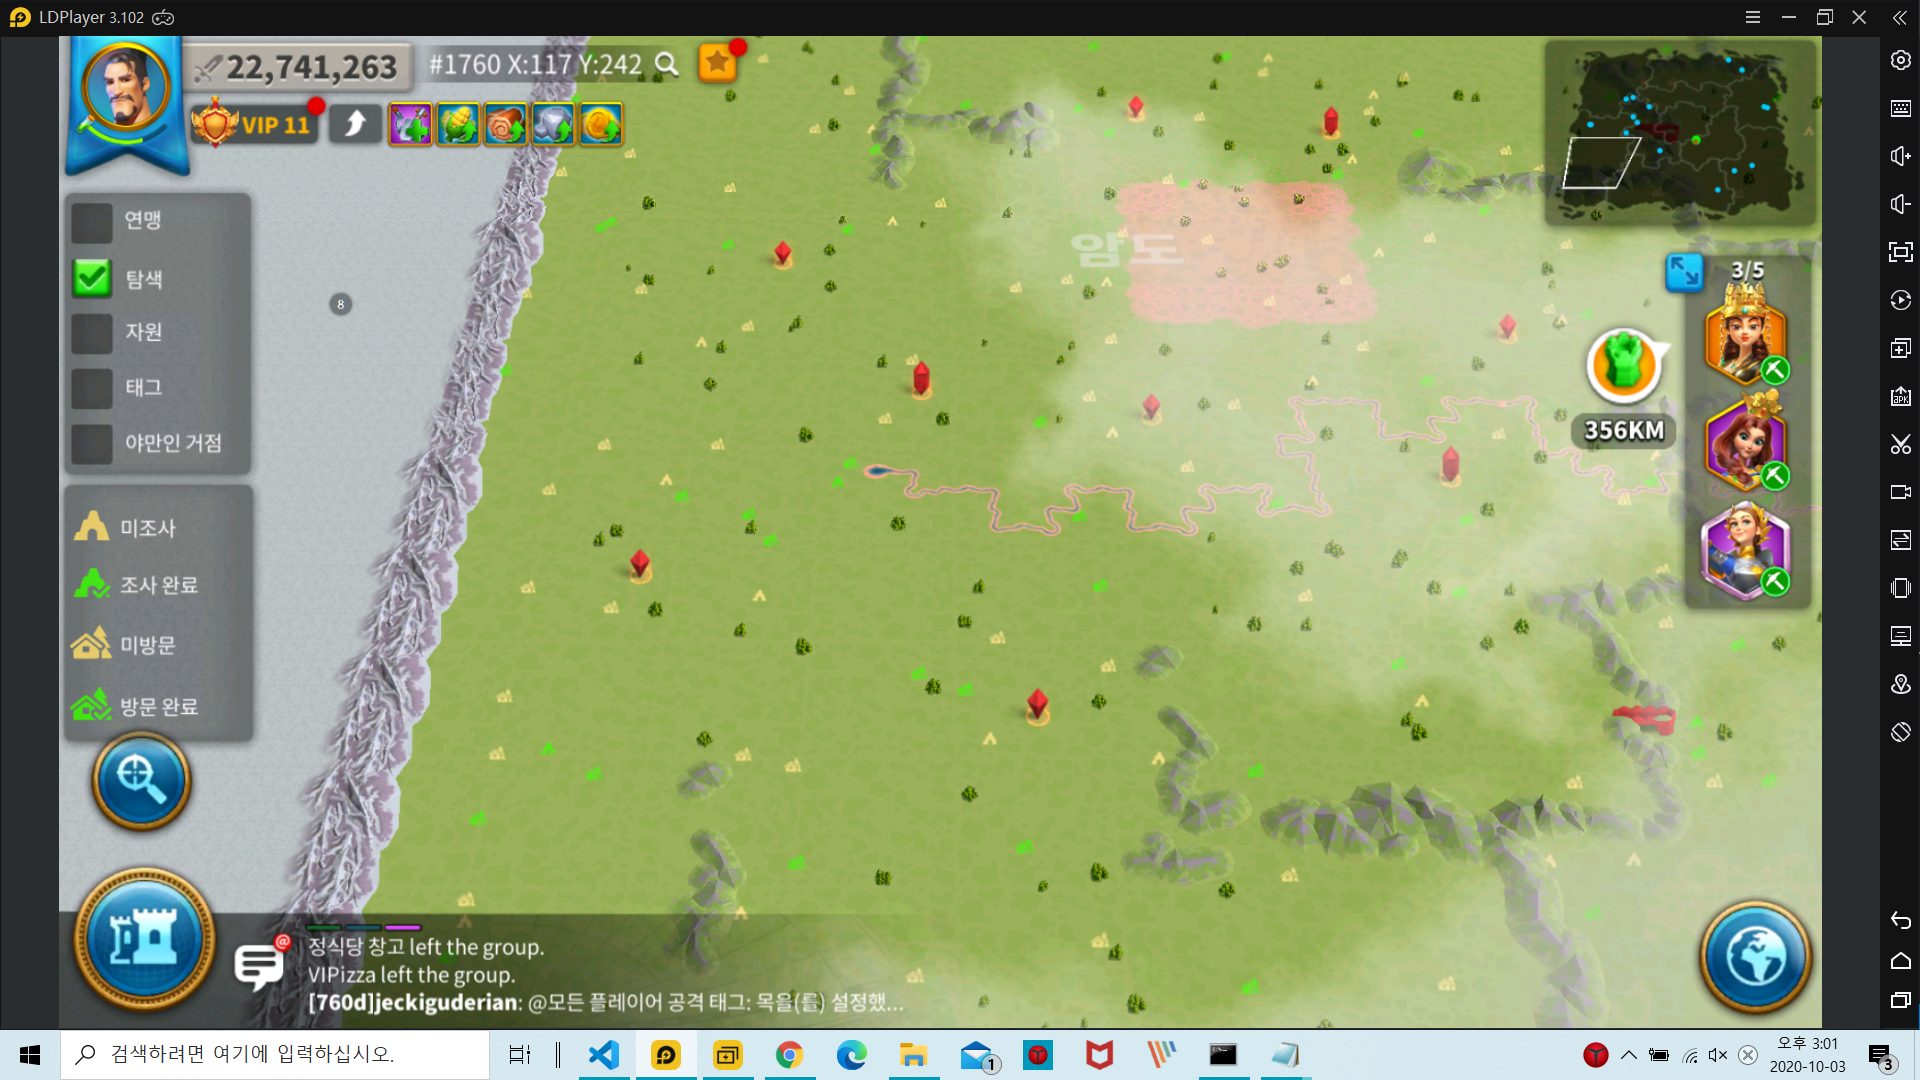 LDPlayer 3.102
22,741,263
#1760 X:117 Y:242
VIP 11
연맹
탐색
자원
태그
야만인 거점
8
암도
3/5
356KM
미조사
조사 완료
미방문
방문 완료
정식당 창고 left the group.
VIPizza left the group.
[760d]jeckiguderian: @모든 플레이어 공격 태그: 목을(를) 설정했...
검색하려면 여기에 입력하십시오.
1
오후 3:01
2020-10-03
3
APK